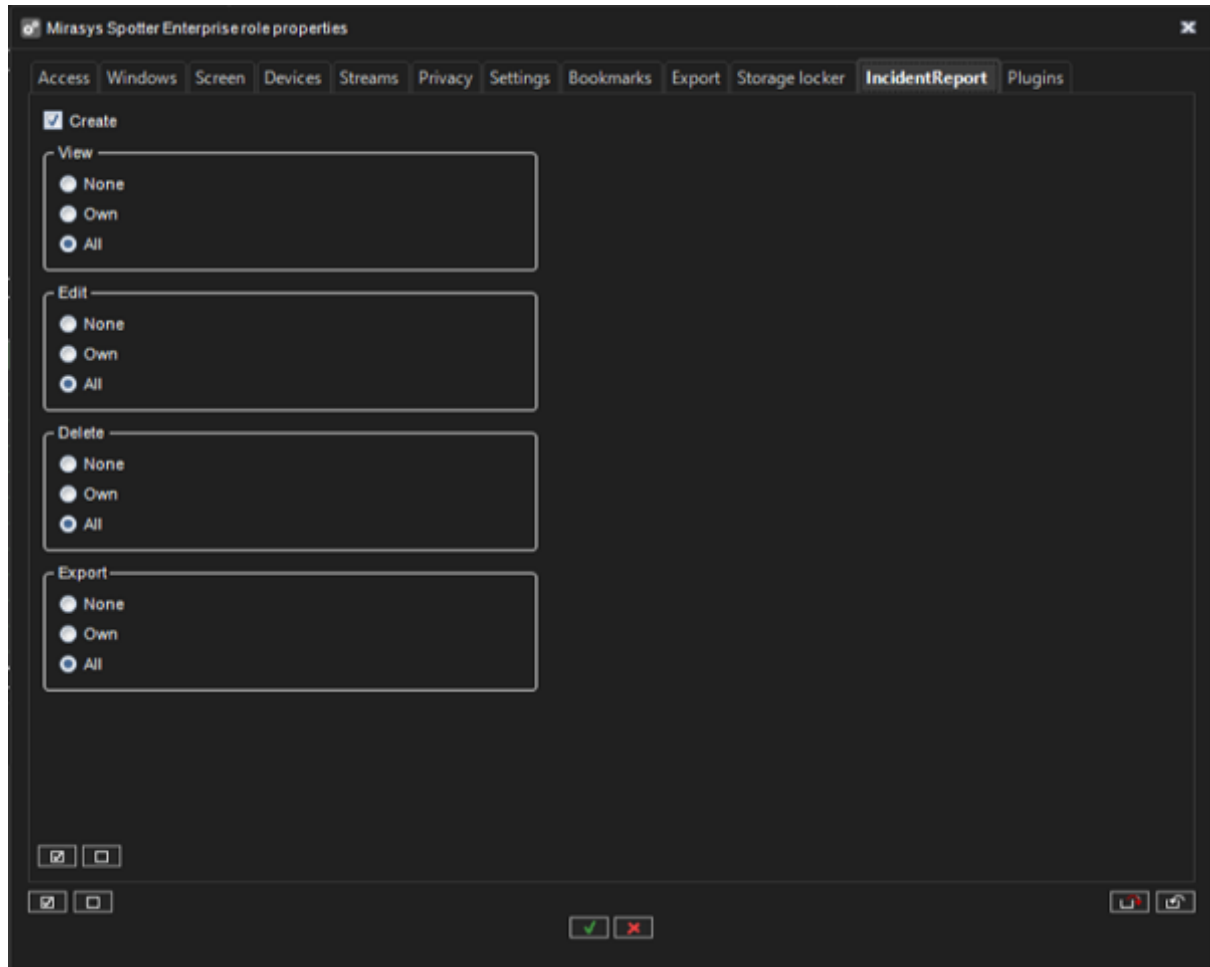 Mirasys Spotter Enterprise role properties
Access Windows Screen Devices Streams Privacy Settings Bookmarks Export Storage locker IncidentReport Plugins
Create
View
None
Own
All
Edit
None
Own
All
Delete
None
Own
All
Export
None
Own
All